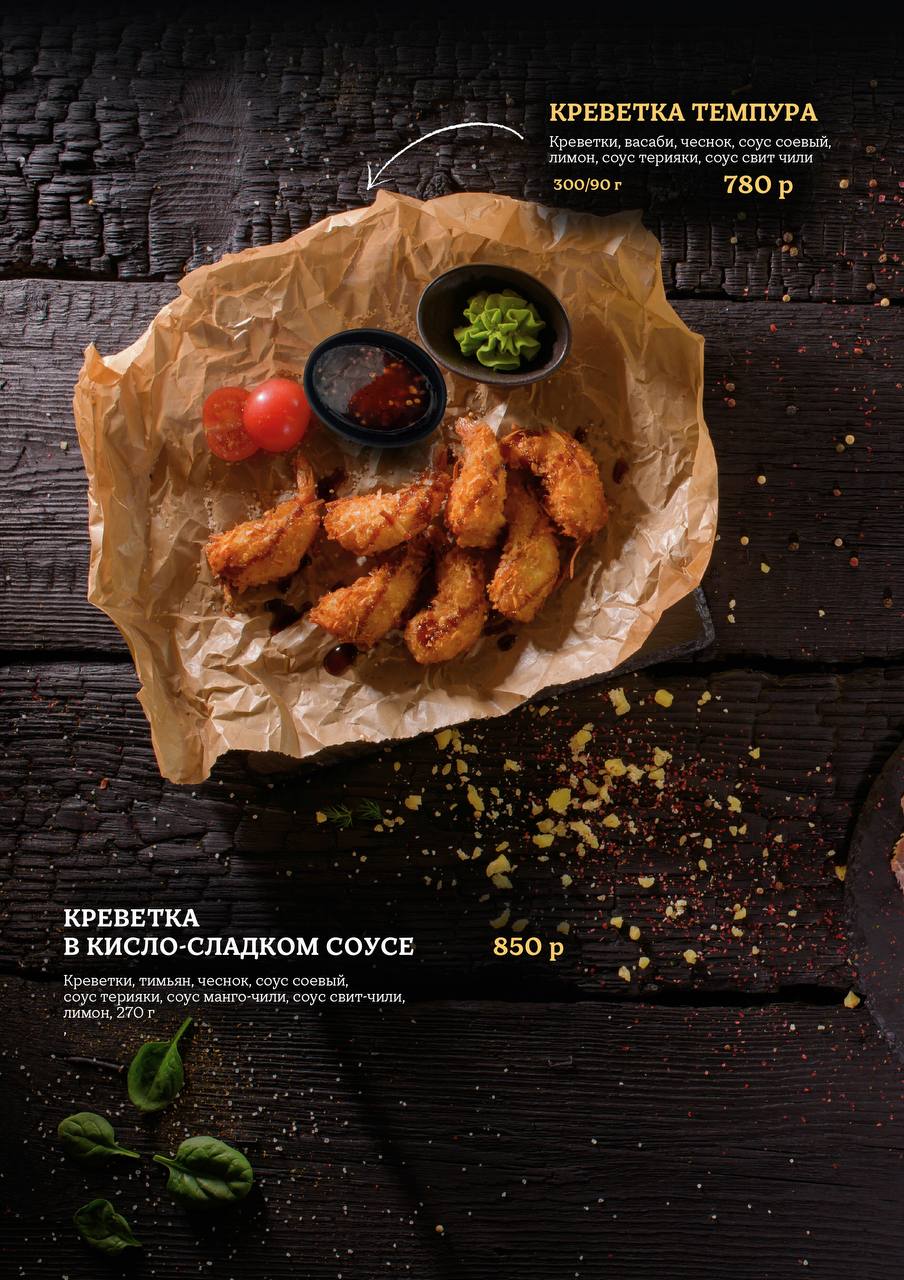 КРЕВЕТКА ТЕМПУРА
Креветки, васаби, чеснок, соус соевый,
лимон, соус терияки, соус свит чили
300/90 г 780 р
КРЕВЕТКА
В КИСЛО-СЛАДКОМ СОУСЕ 850 р
Креветки, тимьян, чеснок, соус соевый,
соус терияки, соус манго-чили, соус свит-чили,
лимон, 270 г
,